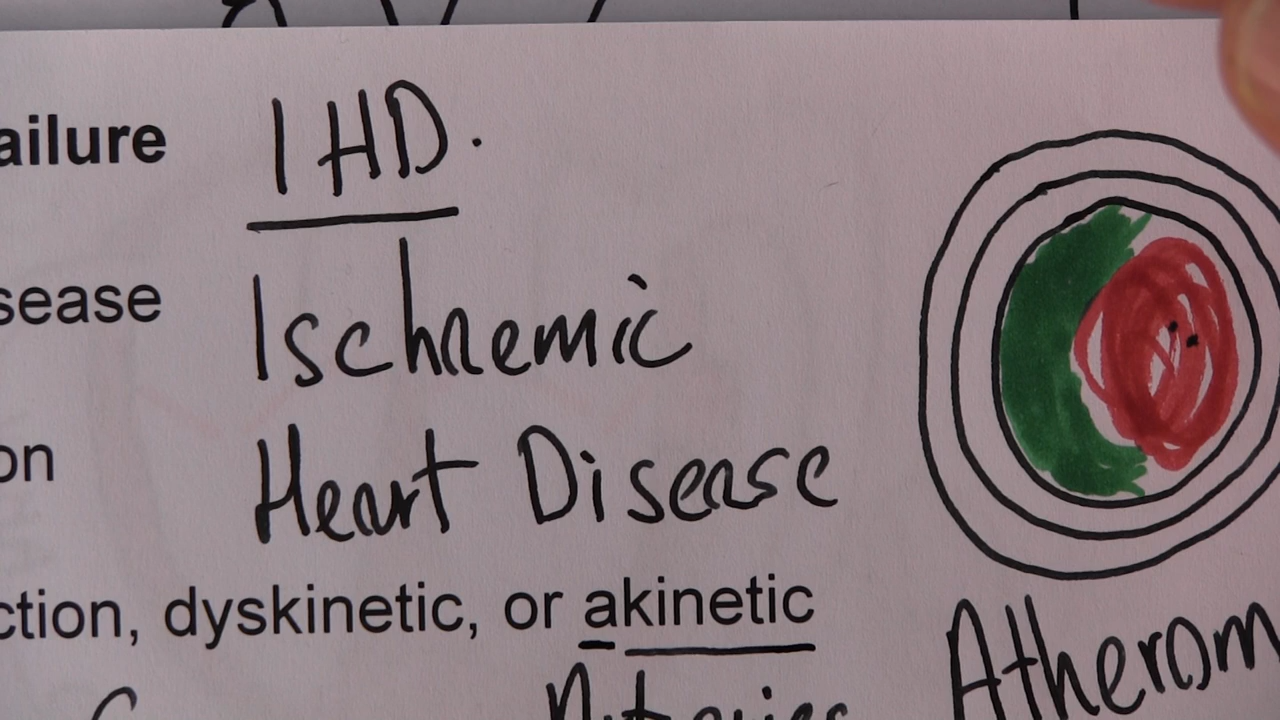 ailure
IHD.
sease
Ischaemic
on
Heart Disease
ction, dyskinetic, or akinetic
Atherom